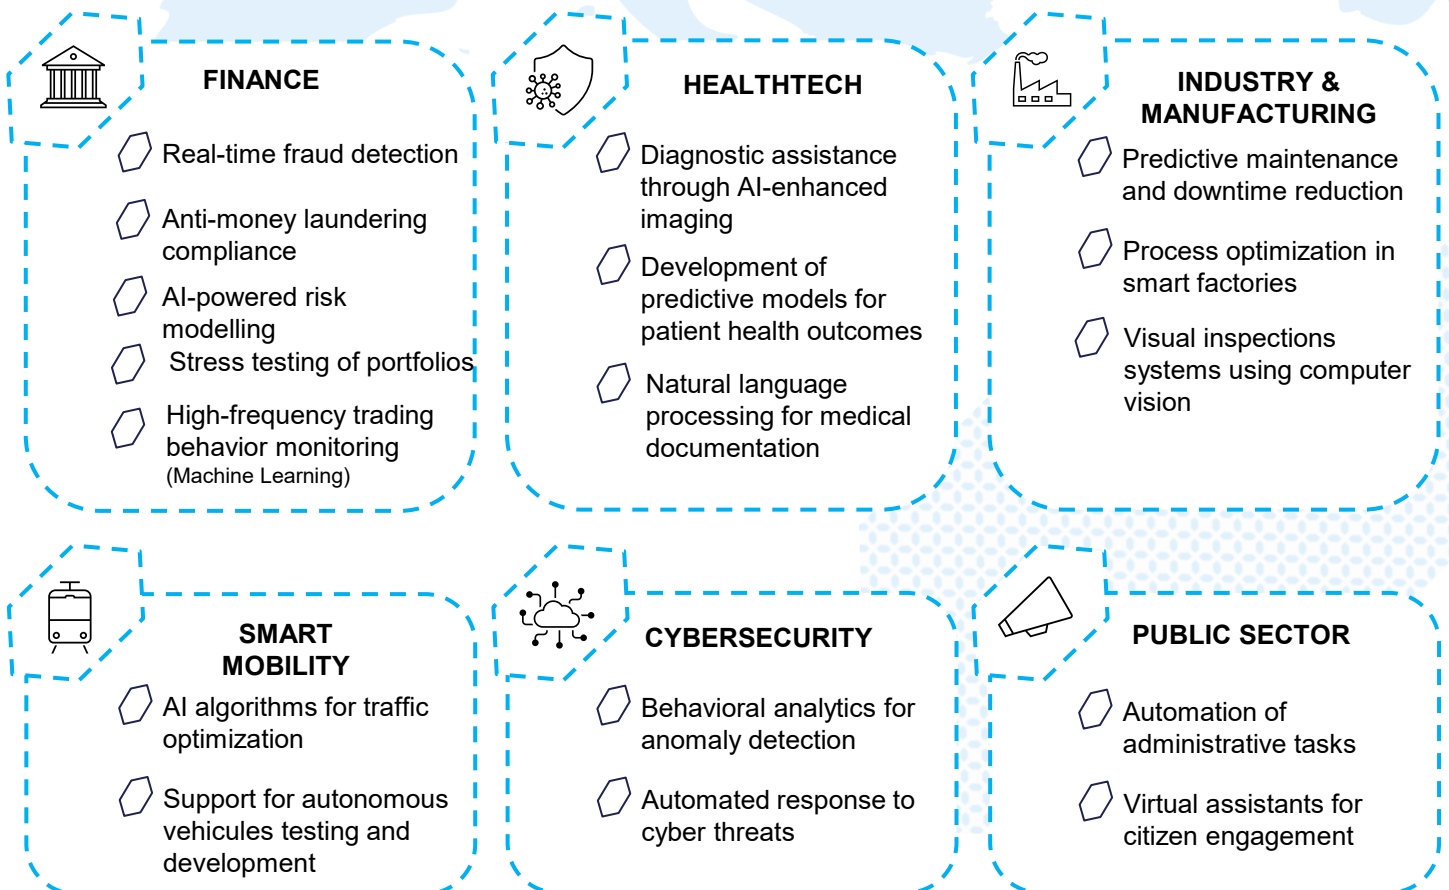 FINANCE
Real-time fraud detection
Anti-money laundering
compliance
AI-powered risk
modelling
Stress testing of portfolios
High-frequency trading
behavior monitoring
(Machine Learning)
HEALTHTECH
Diagnostic assistance
through AI-enhanced
imaging
Development of
predictive models for
patient health outcomes
Natural language
processing for medical
documentation
INDUSTRY &
MANUFACTURING
Predictive maintenance
and downtime reduction
Process optimization in
smart factories
Visual inspections
systems using computer
vision
SMART
MOBILITY
AI algorithms for traffic
optimization
Support for autonomous
vehicules testing and
development
CYBERSECURITY
Behavioral analytics for
anomaly detection
Automated response to
cyber threats
PUBLIC SECTOR
Automation of
administrative tasks
Virtual assistants for
citizen engagement